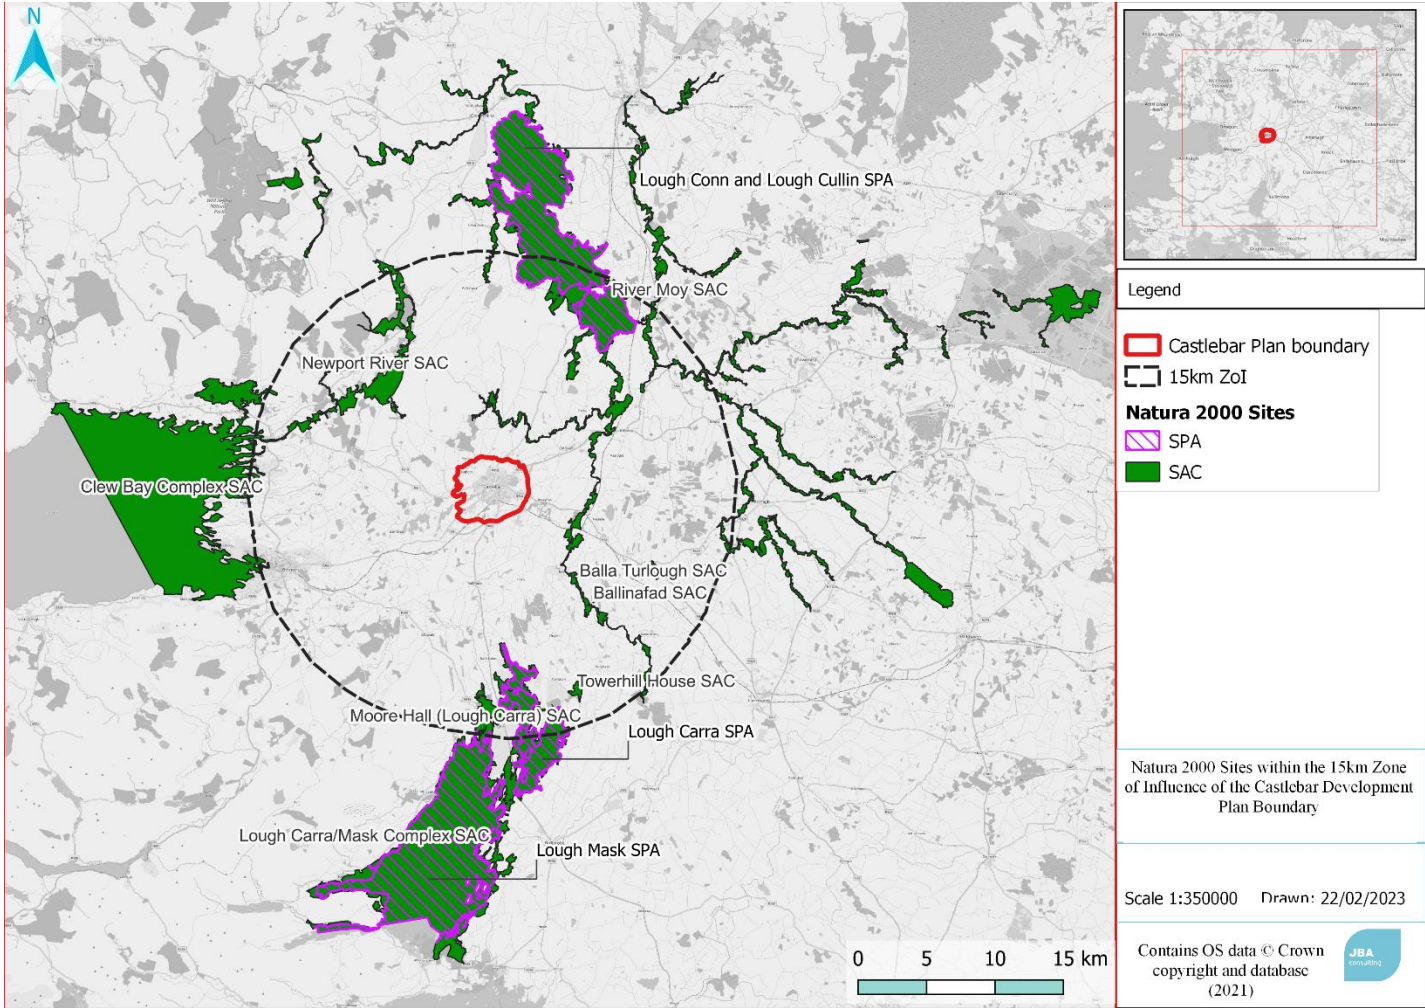 N
Lough Conn and Lough Cullin SPA
River Moy SAC
Newport River SAC
Clew Bay Complex SAC
Balla Turlough SAC
Ballinafad SAC
Towerhill House SAC
Moore Hall (Lough Carra) SAC
Lough Carra SPA
Lough Carra/Mask Complex SAC
Lough Mask SPA
0 5 10 15 km
Legend
Castlebar Plan boundary
15km ZoI
Natura 2000 Sites
SPA
SAC
Natura 2000 Sites within the 15km Zone
of Influence of the Castlebar Development
Plan Boundary
Scale 1:350000 Drawn: 22/02/2023
Contains OS data © Crown
copyright and database
(2021)
JBA
consulting